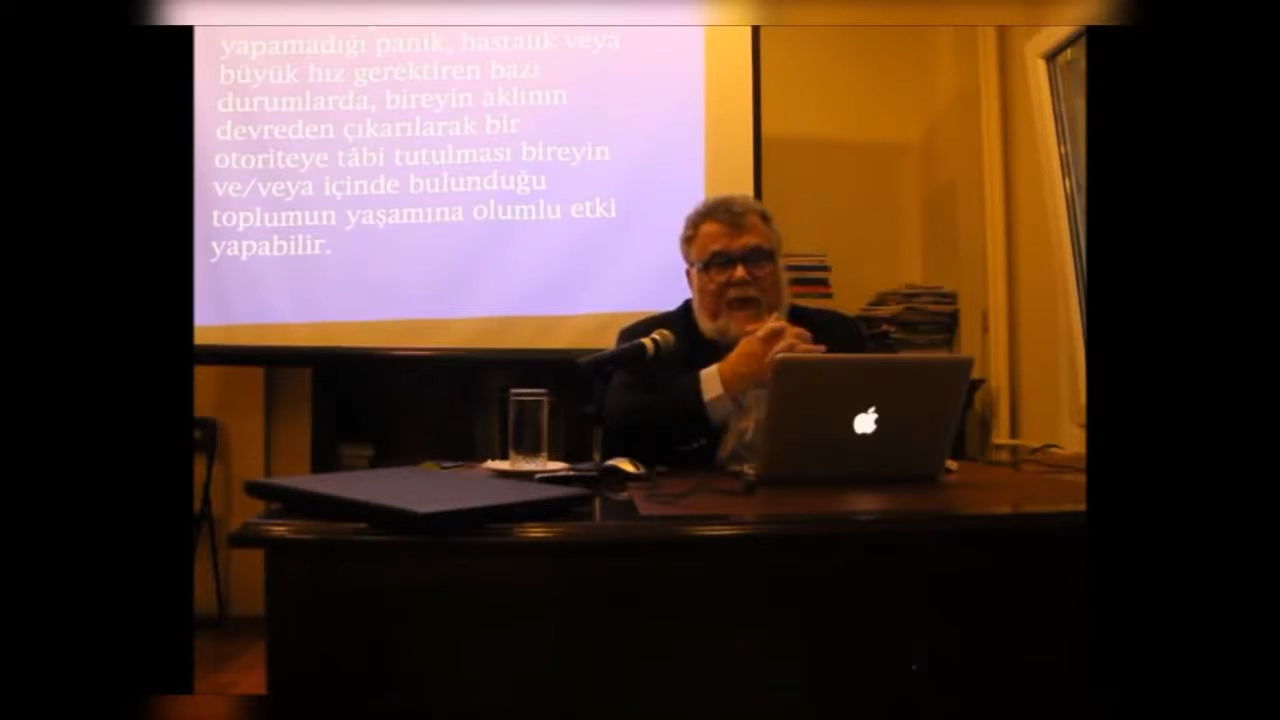 yapamadığı panik, hastalık veya
büyük hız gerektiren bazı
durumlarda, bireyin aklının
devreden çıkarılarak bir
otoriteye tâbi tutulması bireyin
ve/veya içinde bulunduğu
toplumun yaşamına olumlu etki
yapabilir.